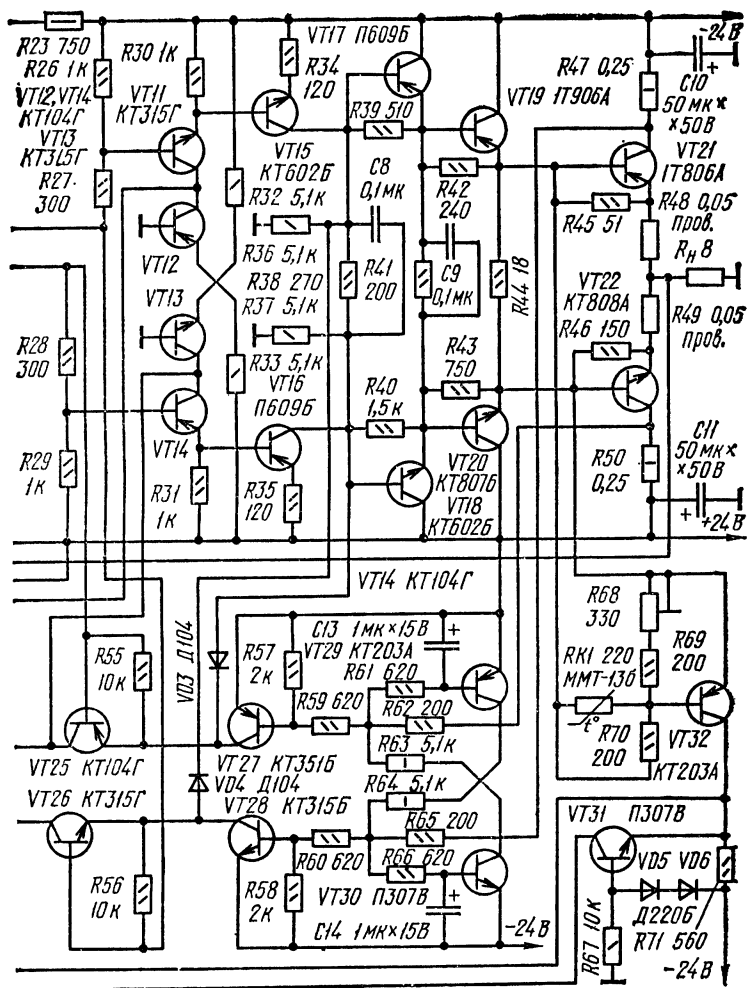 R23 750
R26 1к
VT12, VT14
КТ104Г
VT13
КТ315Г
R27
300
R30 1к
VT11
КТ315Г
VT17 П609Б
R34
120
R39 510
VT15
КТ602Б
R32 5,1к
C8
0,1мк
VT19 1Т906А
R47 0,25
-24В
+
C10
50 мк×
×50В
VT21
1Т806А
R42
240
R45 51
R48 0,05
пров.
Rн 8
VT12
VT13
R36 5,1к
R38 270
R37 5,1к
R41
200
C9
0,1мк
R44 18
VT22
КТ808А
R46 150
R49 0,05
пров.
R28
300
R33 5,1к
VT16
П609Б
R43
750
R40
1,5к
VT14
R29
1к
R31
1к
R35
120
VT20
КТ807Б
VT18
КТ602Б
R50
0,25
C11
50 мк×
×50В
+
+24В
VT14 КТ104Г
VD3 Д104
R55
10к
R57
2к
C13 1мк×15В
+
VT29 КТ203А
R61 620
R59 620
R62 200
R63 5,1к
R64 5,1к
R68
330
RK1 220
ММТ-13б
t°
R69
200
R70
200
VT32
КТ203А
VT25 КТ104Г
VT26 КТ315Г
VT27 КТ351Б
VD4 Д104
VT28 КТ315Б
R65 200
R60 620
R66 620
R56
10к
R58
2к
VT30 П307В
+
C14 1мк×15В
-24В
VT31 П307В
VD5 VD6
Д220Б
R71 560
R67 10к
-24В